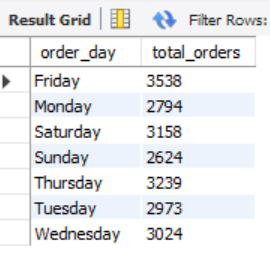 Result Grid Filter Rows:
order_day total_orders
Friday 3538
Monday 2794
Saturday 3158
Sunday 2624
Thursday 3239
Tuesday 2973
Wednesday 3024